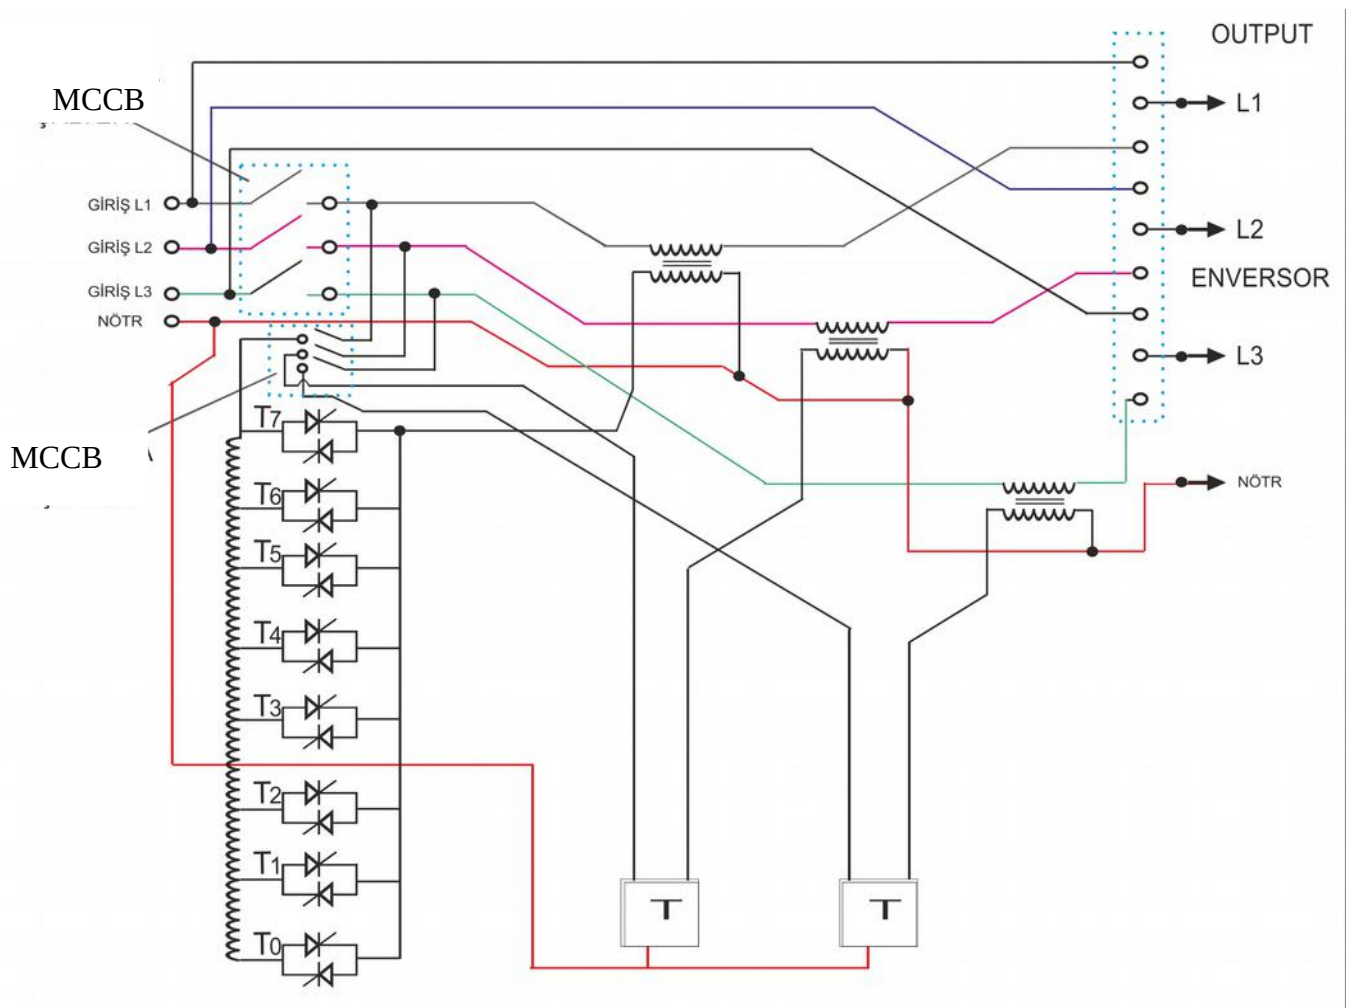 OUTPUT
MCCB
L1
GİRİŞ L1
GİRİŞ L2
L2
ENVERSOR
GİRİŞ L3
NÖTR
L3
T7
MCCB
NÖTR
T6
T5
T4
T3
T2
T1
T0
T
T